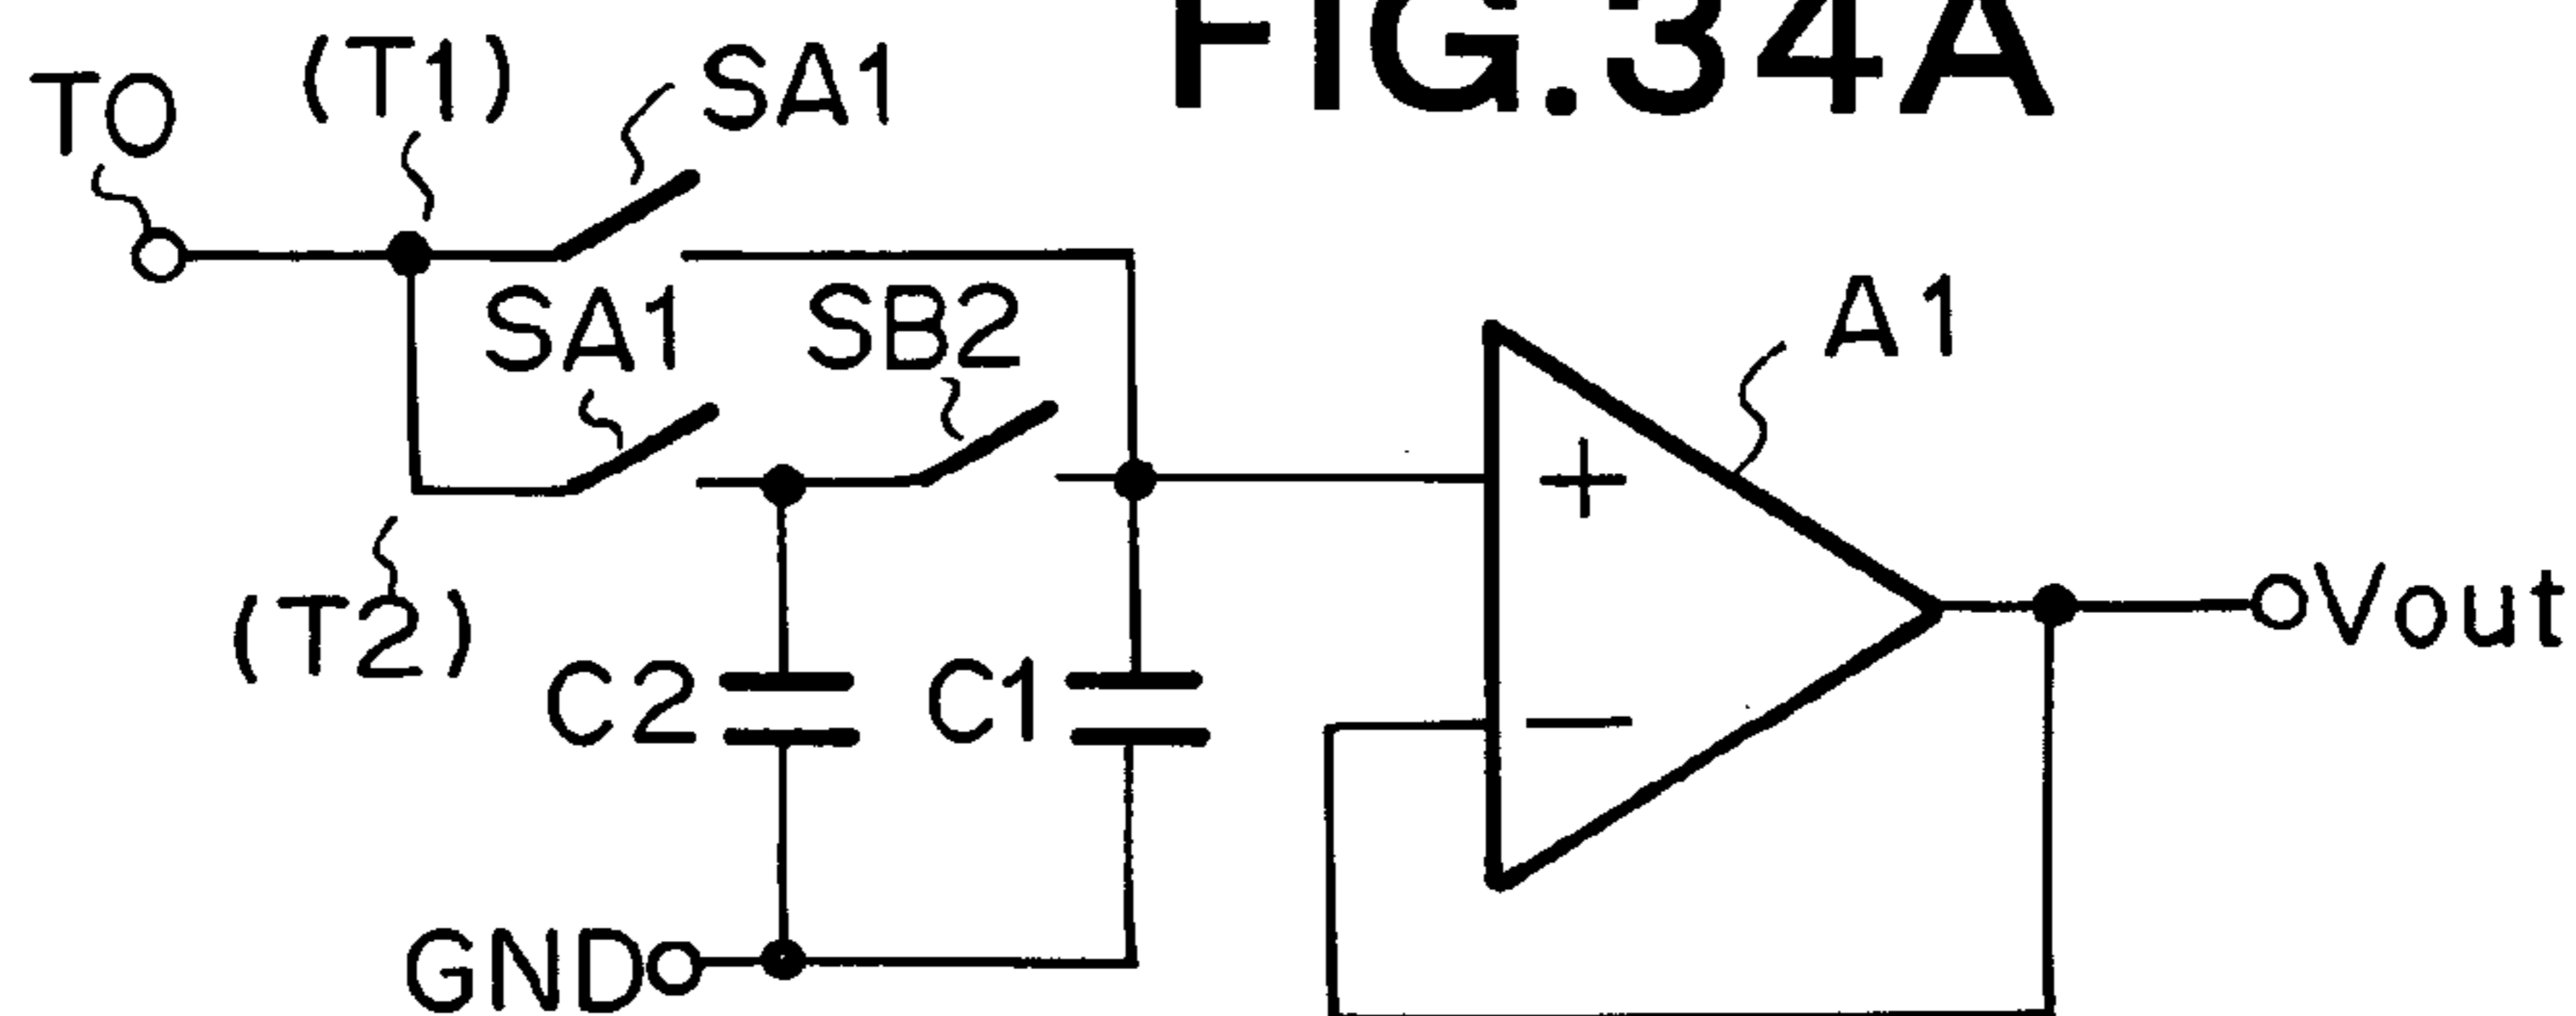 FIG.34A
TO
(T1)
SA1
SA1
SB2
A1
+
(T2)
C2
C1
−
Vout
GND